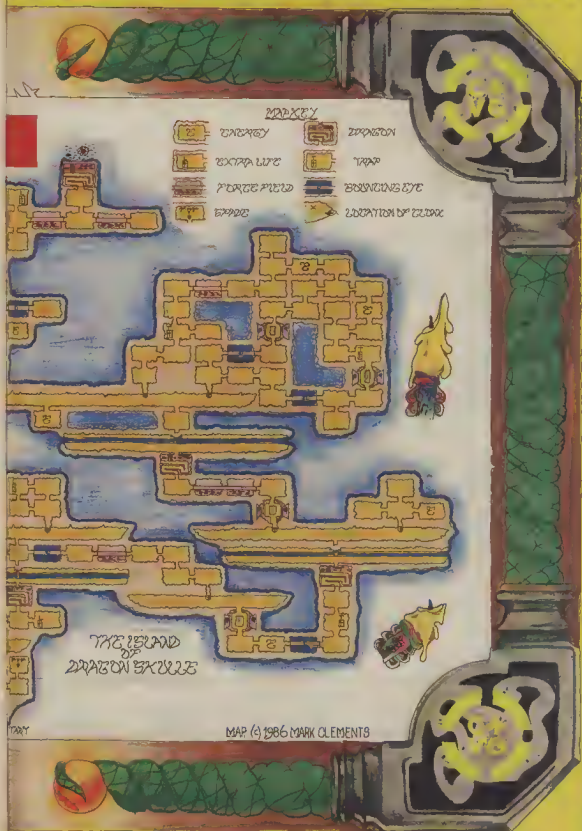 MAP KEY
ENERGY
DRAGON
EXTRA LIFE
TRAP
FORCE FIELD
BOUNCING EYE
SPADE
LOCATION OF CLOAK
THE ISLAND
OF
DRAGON SKULLE
MAP (c) 1986 MARK CLEMENTS